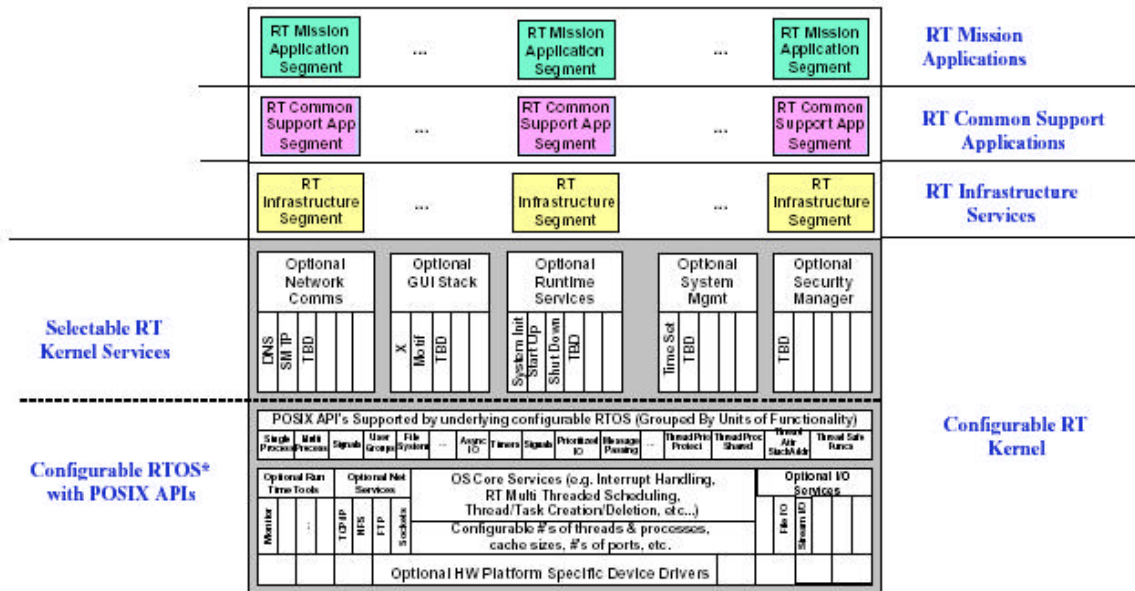 RT Mission
Application
Segment
...
RT Mission
Application
Segment
...
RT Mission
Application
Segment
RT Mission
Applications
RT Common
Support App
Segment
...
RT Common
Support App
Segment
...
RT Common
Support App
Segment
RT Common Support
Applications
RT
Infrastructure
Segment
...
RT
Infrastructure
Segment
...
RT
Infrastructure
Segment
RT Infrastructure
Services
Selectable RT
Kernel Services
Optional
Network
Comms
DNS
SMTP
TBD
Optional
GUI Stack
X
Motif
TBD
Optional
Runtime
Services
System Init
Start Up
Shut Down
TBD
Optional
System
Mgmt
Time Set
TBD
Optional
Security
Manager
TBD
Configurable RTOS*
with POSIX APIs
Configurable RT
Kernel
POSIX API's Supported by underlying configurable RTOS (Grouped By Units of Functionality)
Single
Process
Multi
Process
Signals
User
Groups
File
System
...
Async
IO
Timers
Signals
Prioritized
IO
Message
Passing
...
Thread Prio
Protect
Thread Proc
Shared
Thread
Attr
StackAddr
Thread Safe
Funcs
Optional Run
Time Tools
Monitor
:
Optional Net
Services
TCP/IP
NFS
FTP
Sockets
OS Core Services (e.g. Interrupt Handling,
RT Multi Threaded Scheduling,
Thread/Task Creation/Deletion, etc...)
Configurable #'s of threads & processes,
cache sizes, #'s of ports, etc.
Optional I/O
Services
File IO
Stream IO
Optional HW Platform Specific Device Drivers